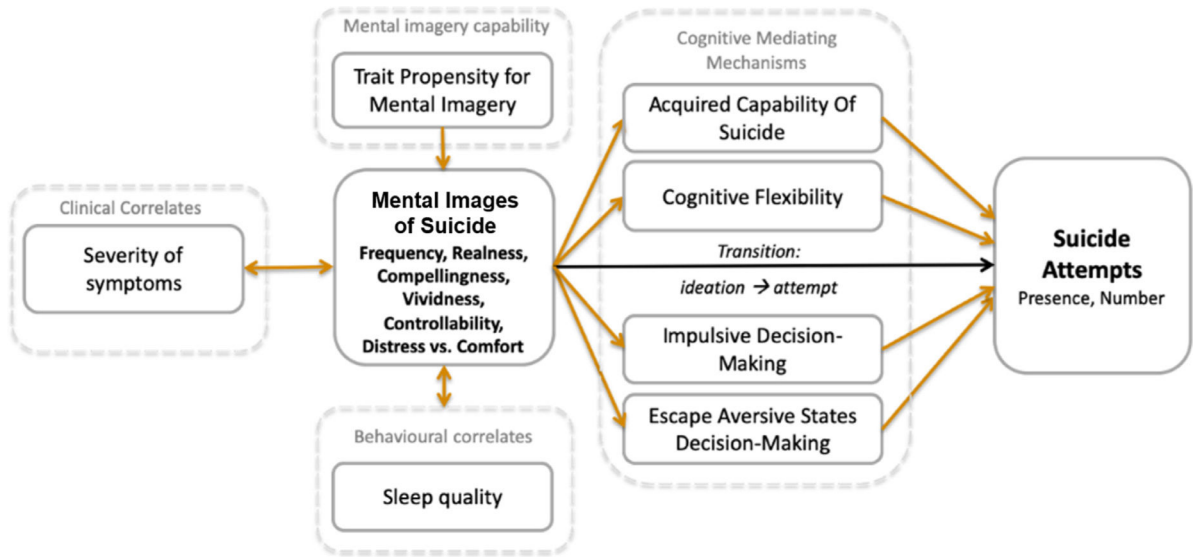 Mental imagery capability
Trait Propensity for
Mental Imagery
Clinical Correlates
Severity of
symptoms
Mental Images
of Suicide
Frequency, Realness,
Compellingness,
Vividness,
Controllability,
Distress vs. Comfort
Behavioural correlates
Sleep quality
Cognitive Mediating
Mechanisms
Acquired Capability Of
Suicide
Cognitive Flexibility
Transition:
ideation → attempt
Impulsive Decision-
Making
Escape Aversive States
Decision-Making
Suicide
Attempts
Presence, Number